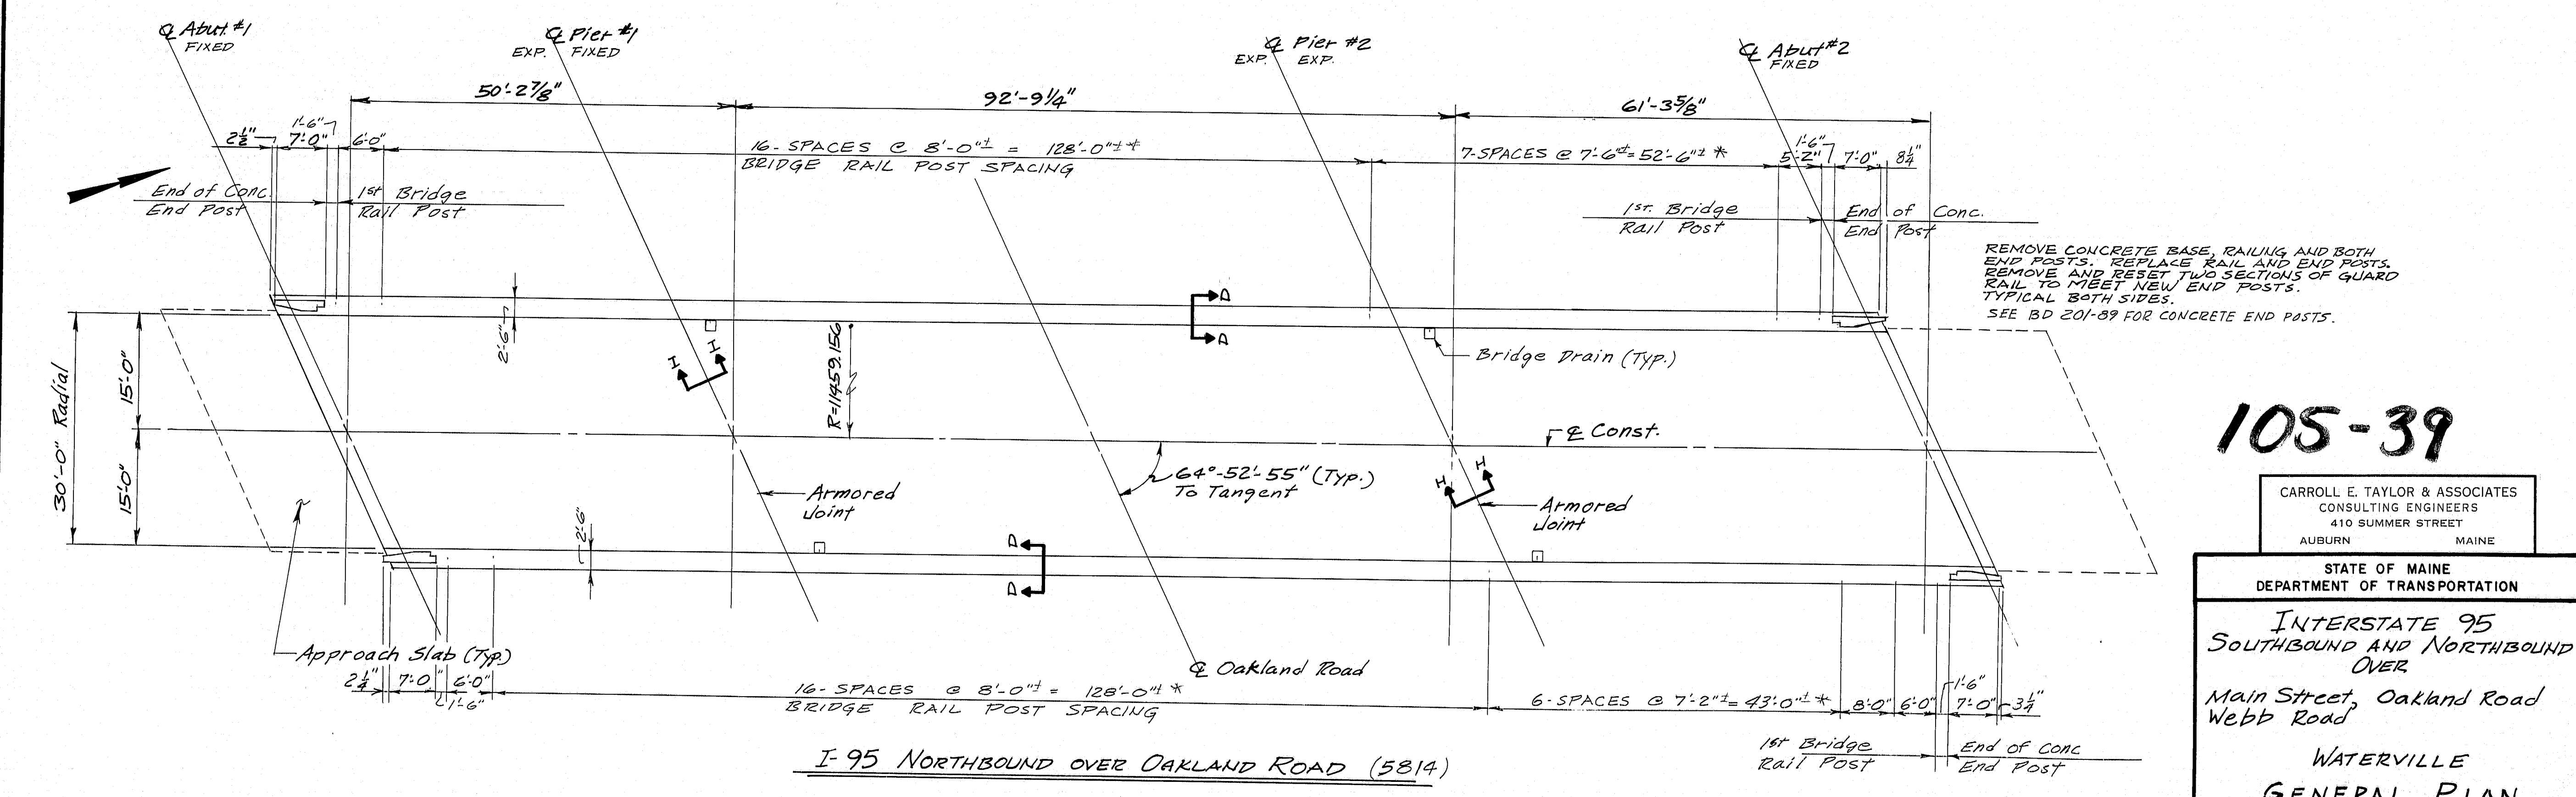 ℄ Abut. #1
FIXED
℄ Pier #1
EXP. FIXED
℄ Pier #2
EXP. EXP.
℄ Abut #2
FIXED
50'-2 7/8"
92'-9 1/4"
61'-3 5/8"
2 1/2"
7'-0"
1'-6"
6'-0"
16- SPACES @ 8'-0"± = 128'-0"± *
BRIDGE RAIL POST SPACING
7-SPACES @ 7'-6"± = 52'-6"± *
5'-2"
1'-6"
7'-0"
8 1/4"
End of Conc.
End Post
1st Bridge
Rail Post
1st. Bridge
Rail Post
End of Conc.
End Post
REMOVE CONCRETE BASE, RAILING AND BOTH
END POSTS. REPLACE RAIL AND END POSTS.
REMOVE AND RESET TWO SECTIONS OF GUARD
RAIL TO MEET NEW END POSTS.
TYPICAL BOTH SIDES.
SEE BD 201-89 FOR CONCRETE END POSTS.
2'-6"
D
D
I
I
R=11459.156
Bridge Drain (Typ.)
30'-0" Radial
15'-0"
15'-0"
℄ Const.
64°-52'-55" (Typ.)
To Tangent
Armored
Joint
H
H
Armored
Joint
2'-6"
D
D
Approach Slab (Typ.)
℄ Oakland Road
2 1/4"
7'-0"
1'-6"
6'-0"
16- SPACES @ 8'-0"± = 128'-0"± *
BRIDGE RAIL POST SPACING
6-SPACES @ 7'-2"± = 43'-0"± *
8'-0"
6'-0"
1'-6"
7'-0"
3 1/4"
1st Bridge
Rail Post
End of Conc
End Post
I-95 NORTHBOUND OVER OAKLAND ROAD (5814)
105-39
CARROLL E. TAYLOR & ASSOCIATES
CONSULTING ENGINEERS
410 SUMMER STREET
AUBURN MAINE
STATE OF MAINE
DEPARTMENT OF TRANSPORTATION
INTERSTATE 95
SOUTHBOUND AND NORTHBOUND
OVER
Main Street, Oakland Road
Webb Road
WATERVILLE
GENERAL PLAN